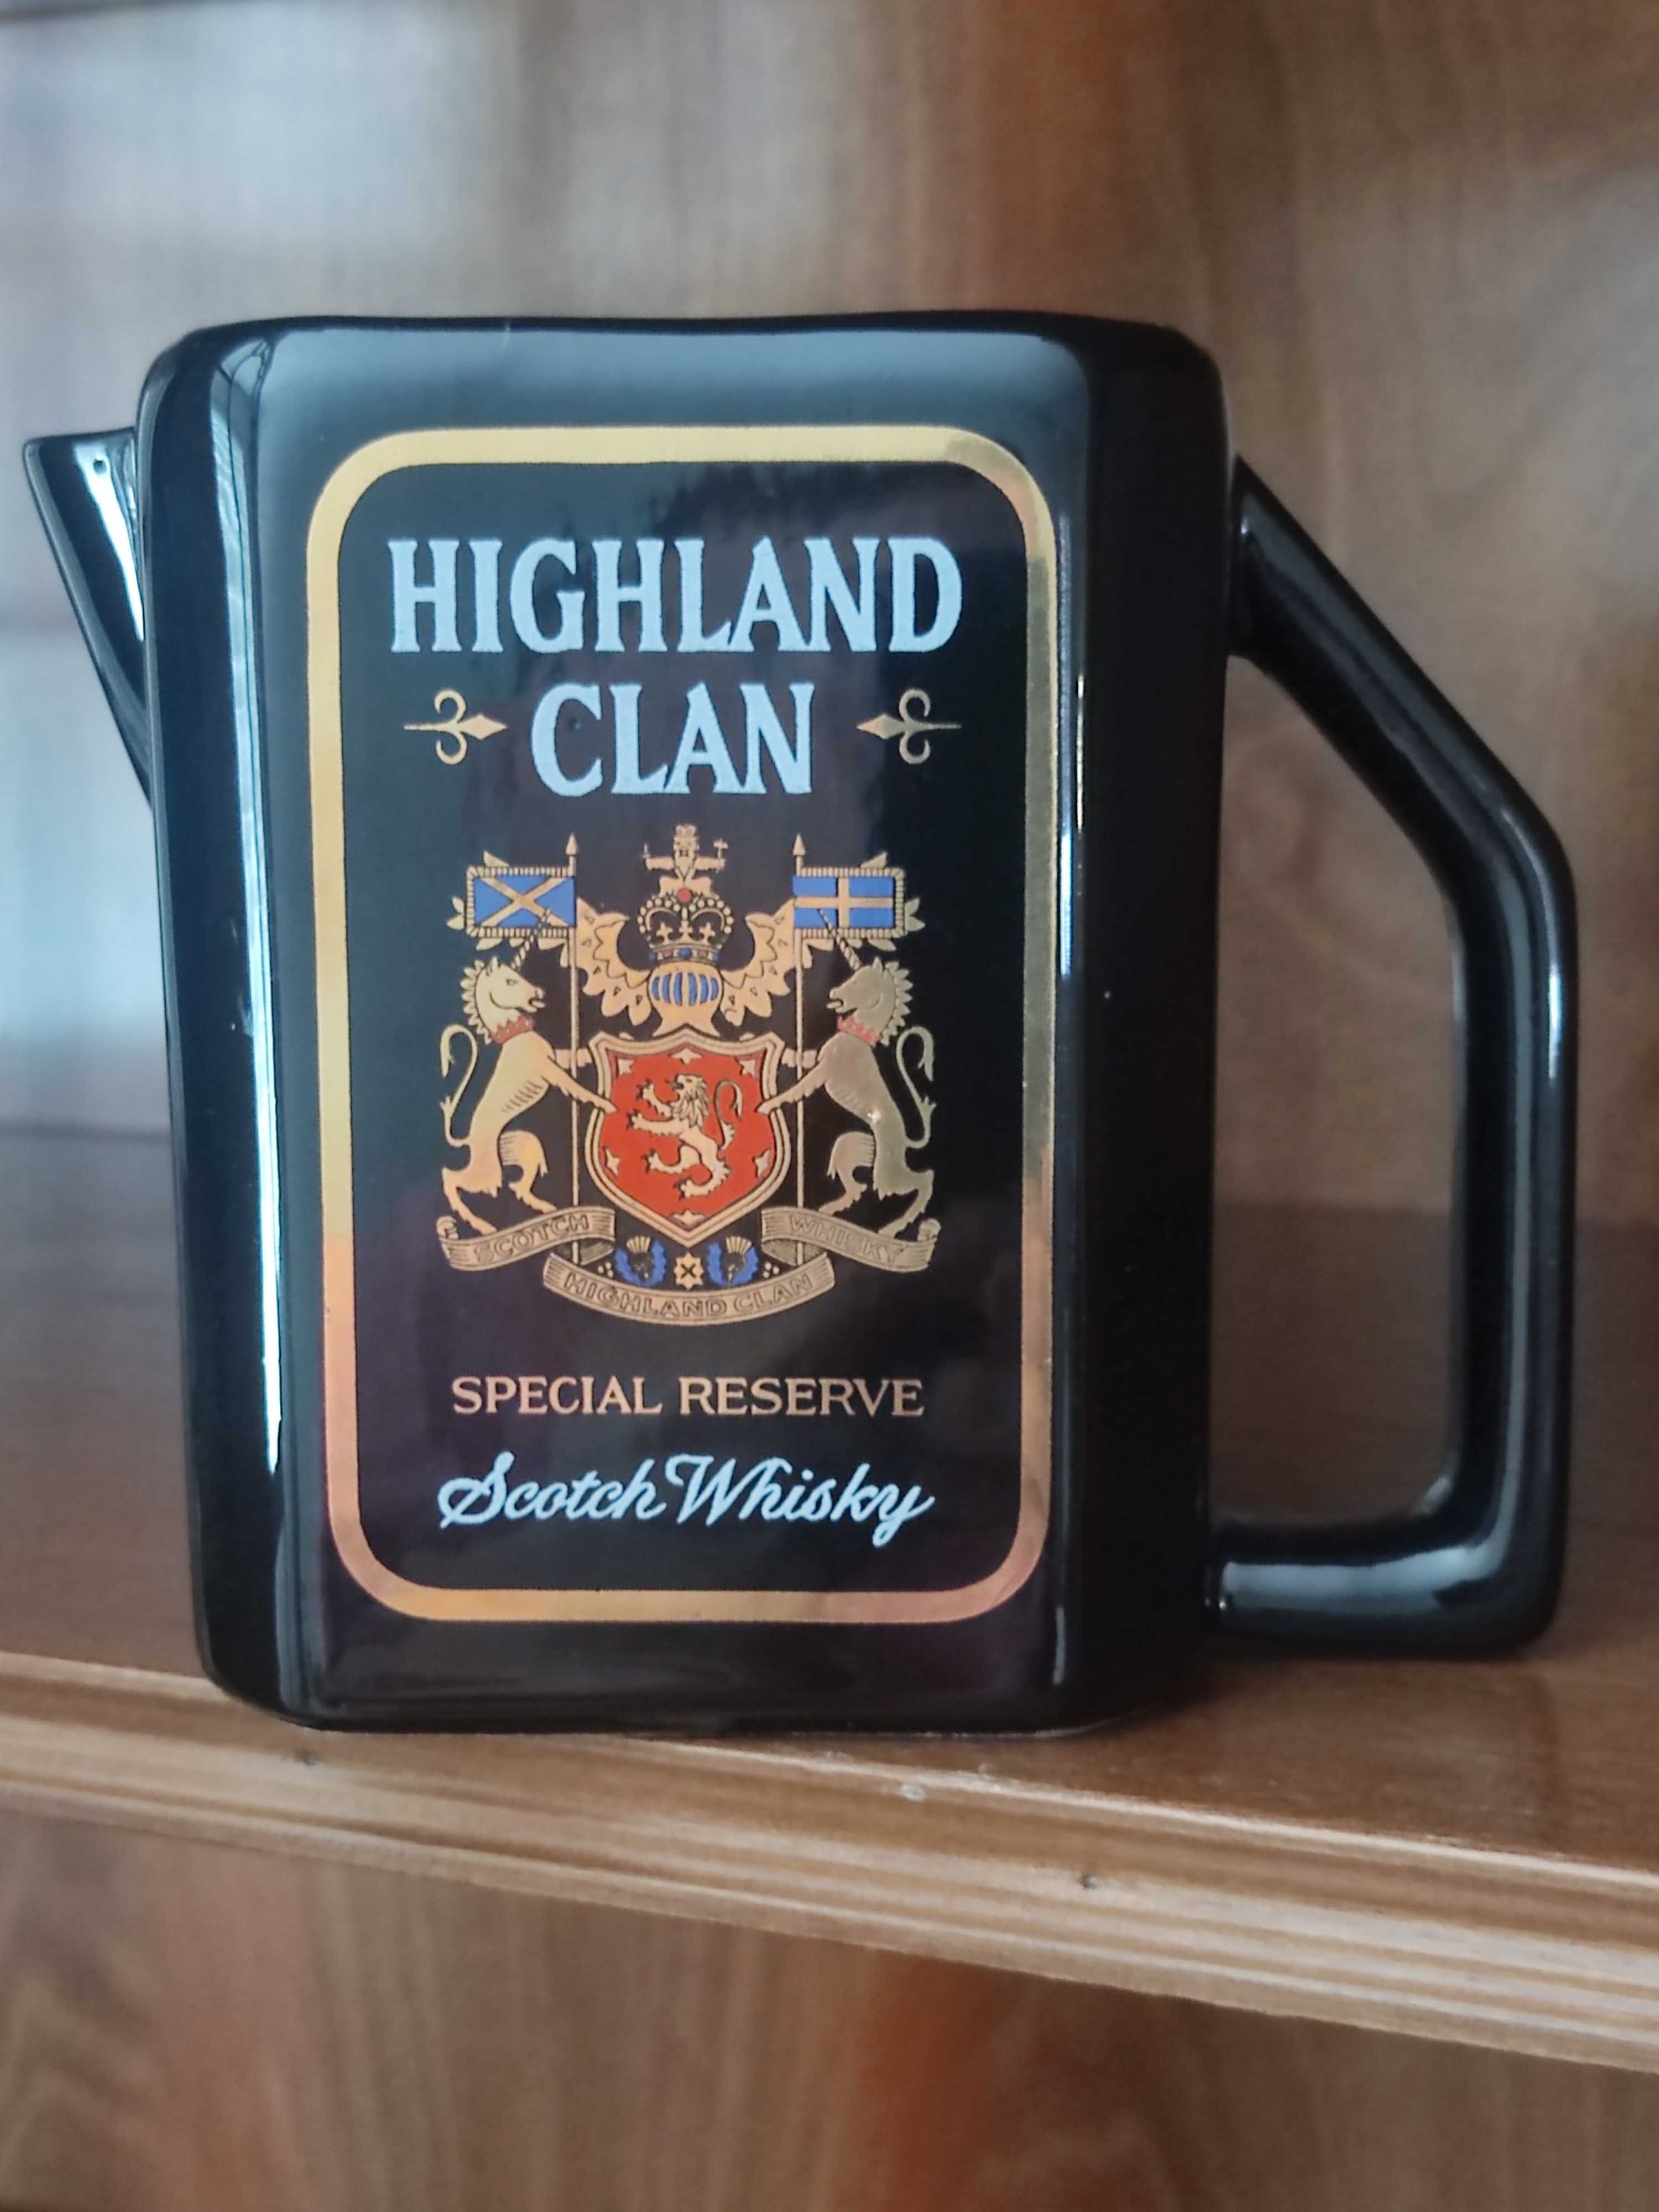 HIGHLAND
CLAN
SCOTCH WHISKY
HIGHLAND CLAN
SPECIAL RESERVE
Scotch Whisky